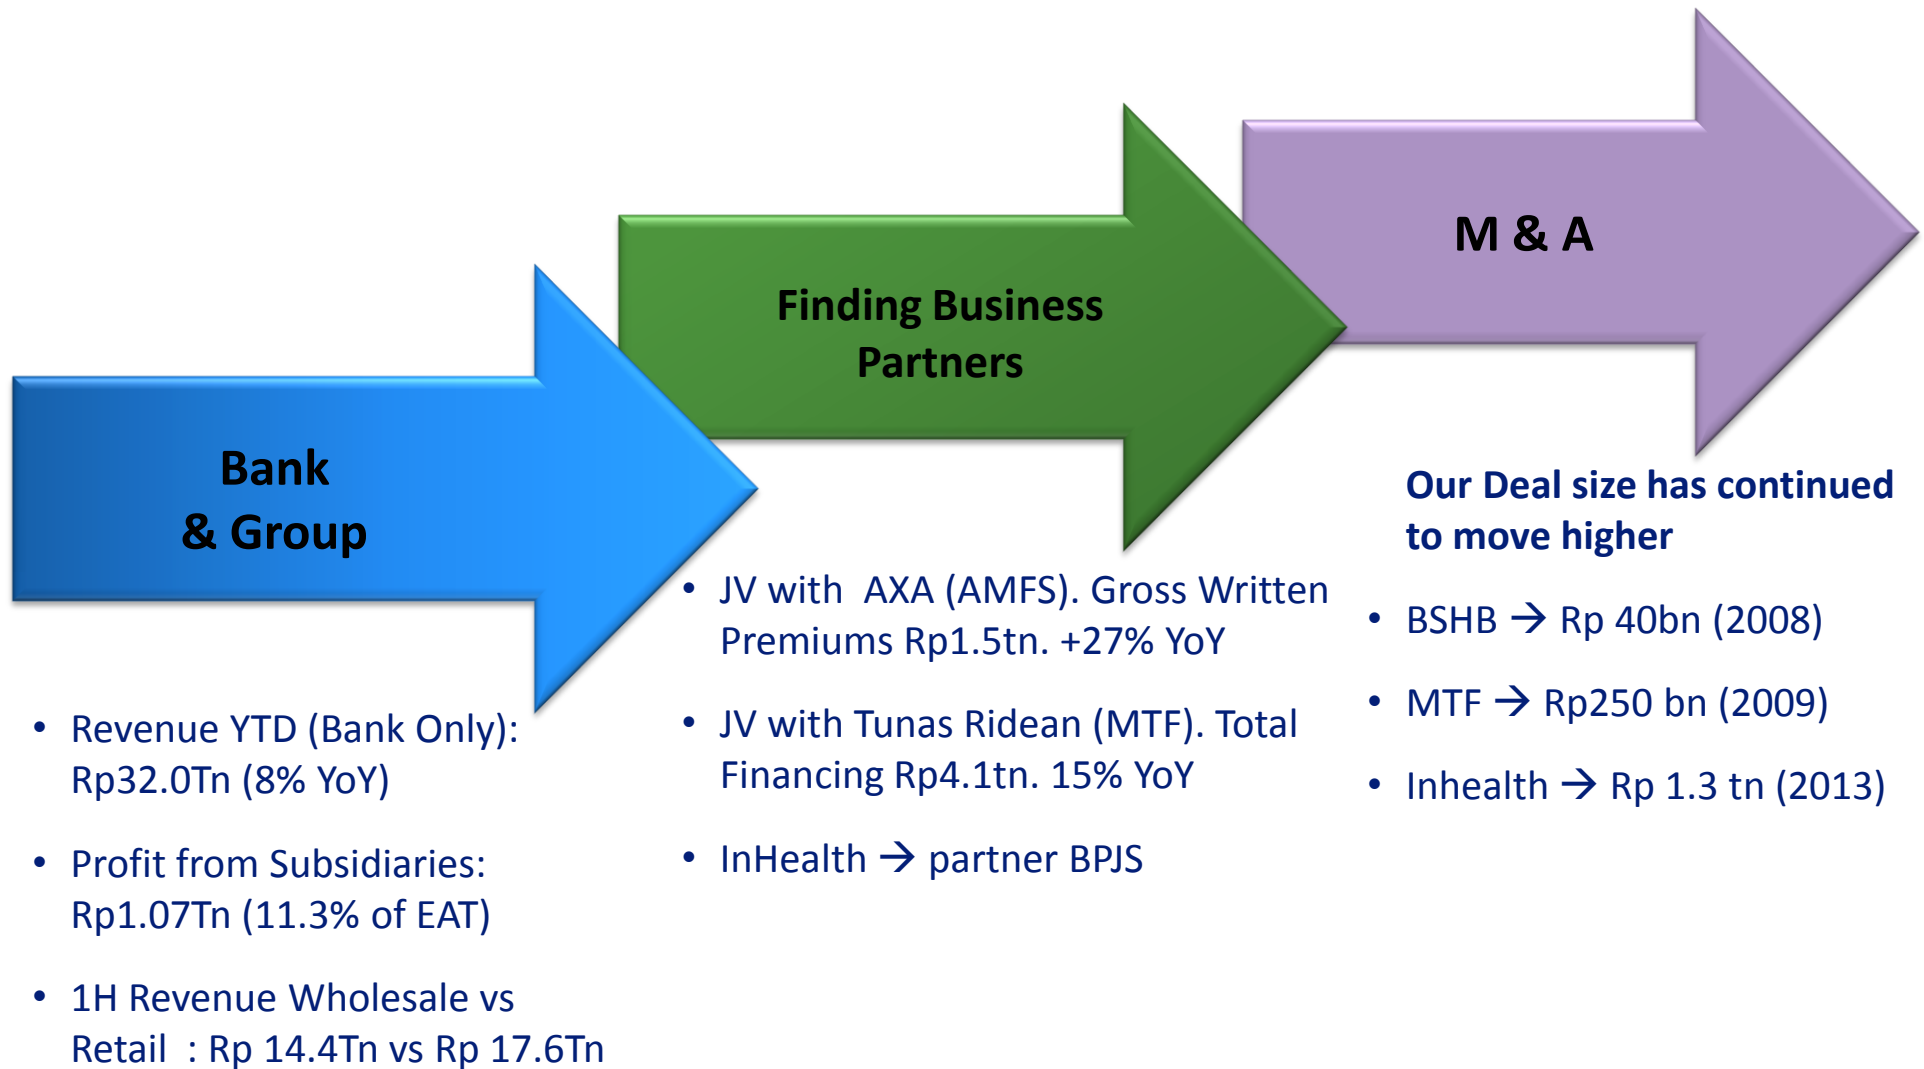 Bank
& Group
• Revenue YTD (Bank Only):
Rp32.0Tn (8% YoY)
• Profit from Subsidiaries:
Rp1.07Tn (11.3% of EAT)
• 1H Revenue Wholesale vs
Retail : Rp 14.4Tn vs Rp 17.6Tn
Finding Business
Partners
• JV with AXA (AMFS). Gross Written
Premiums Rp1.5tn. +27% YoY
• JV with Tunas Ridean (MTF). Total
Financing Rp4.1tn. 15% YoY
• InHealth → partner BPJS
M & A
Our Deal size has continued
to move higher
• BSHB → Rp 40bn (2008)
• MTF → Rp250 bn (2009)
• Inhealth → Rp 1.3 tn (2013)